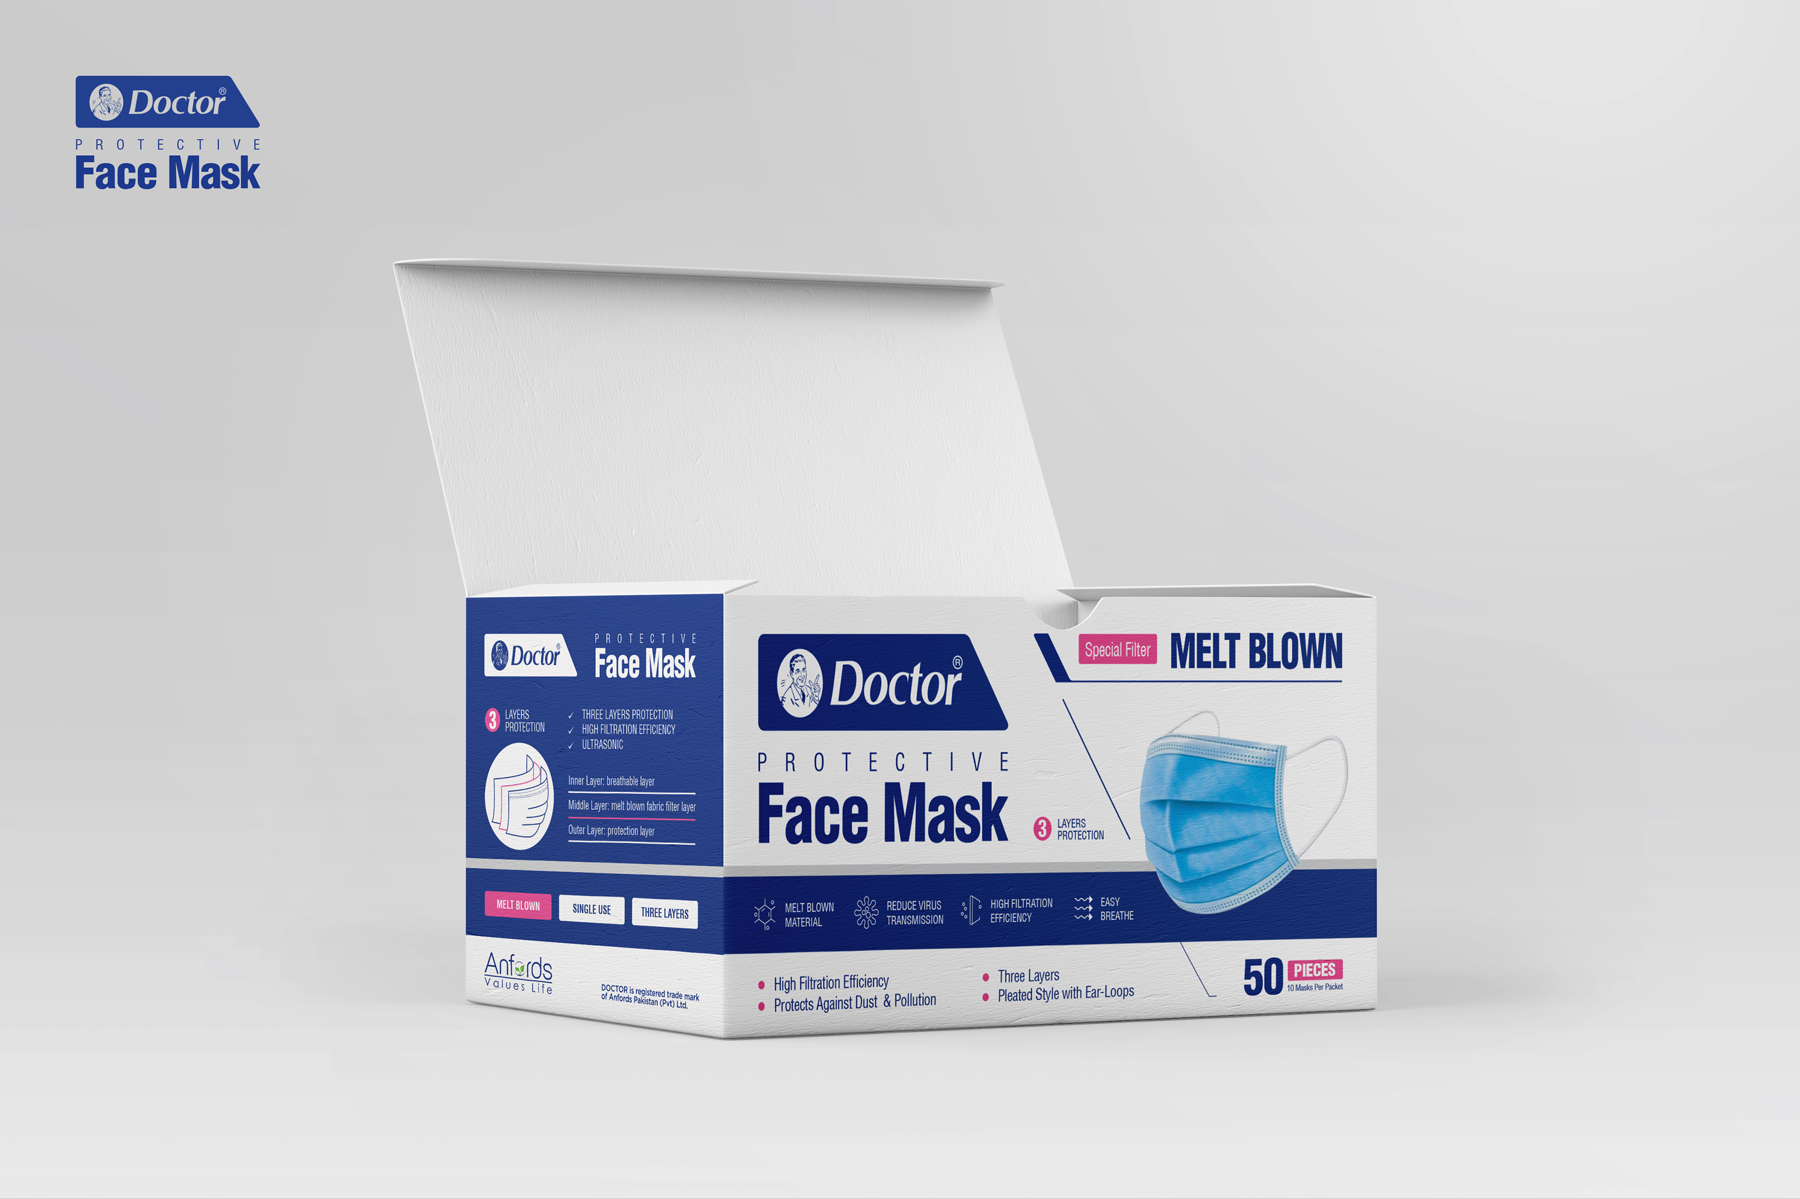 Doctor®
PROTECTIVE
Face Mask
Doctor®
PROTECTIVE
Face Mask
3 LAYERS
PROTECTION
✓ THREE LAYERS PROTECTION
✓ HIGH FILTRATION EFFICIENCY
✓ ULTRASONIC
Inner Layer: breathable layer
Middle Layer: melt blown fabric filter layer
Outer Layer: protection layer
MELT BLOWN
SINGLE USE
THREE LAYERS
Anfords
Values Life
DOCTOR is registered trade mark
of Anfords Pakistan (Pvt) Ltd.
Doctor®
PROTECTIVE
Face Mask
Special Filter MELT BLOWN
3 LAYERS
PROTECTION
MELT BLOWN
MATERIAL
REDUCE VIRUS
TRANSMISSION
HIGH FILTRATION
EFFICIENCY
EASY
BREATHE
• High Filtration Efficiency
• Protects Against Dust & Pollution
• Three Layers
• Pleated Style with Ear-Loops
50 PIECES
10 Masks Per Packet